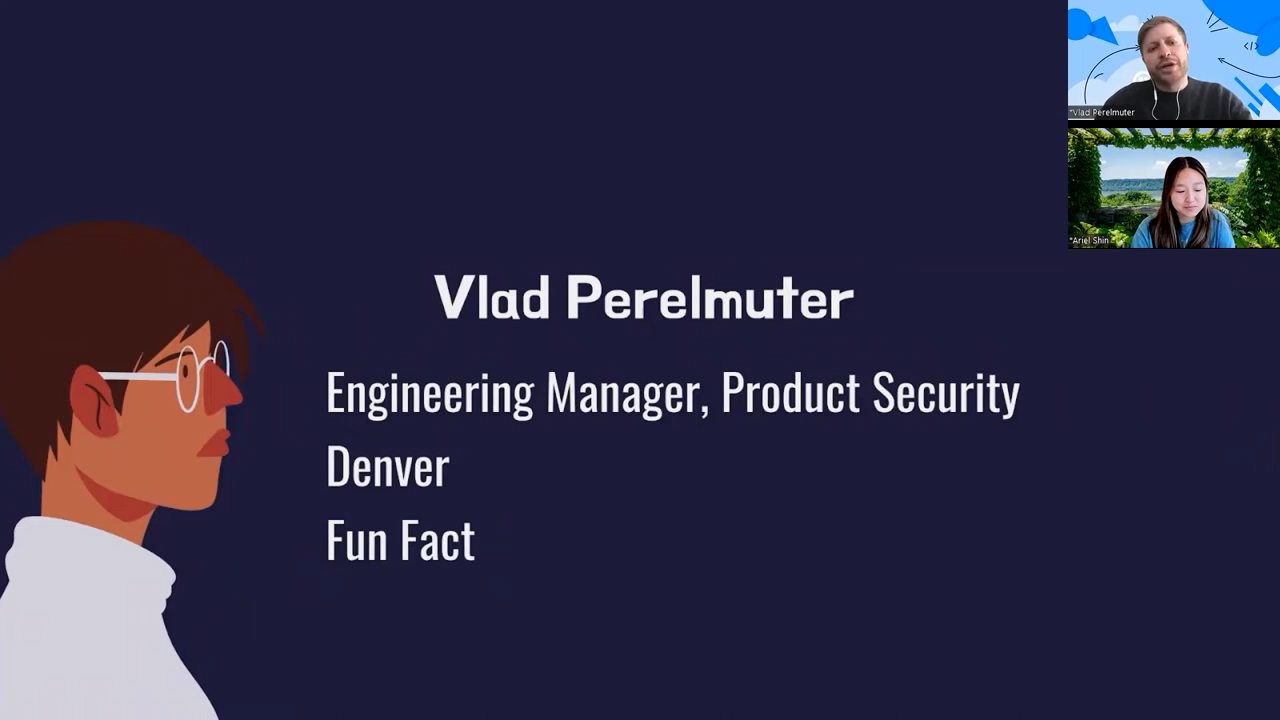 *Vlad Perelmuter
*Ariel Shin
Vlad Perelmuter
Engineering Manager, Product Security
Denver
Fun Fact